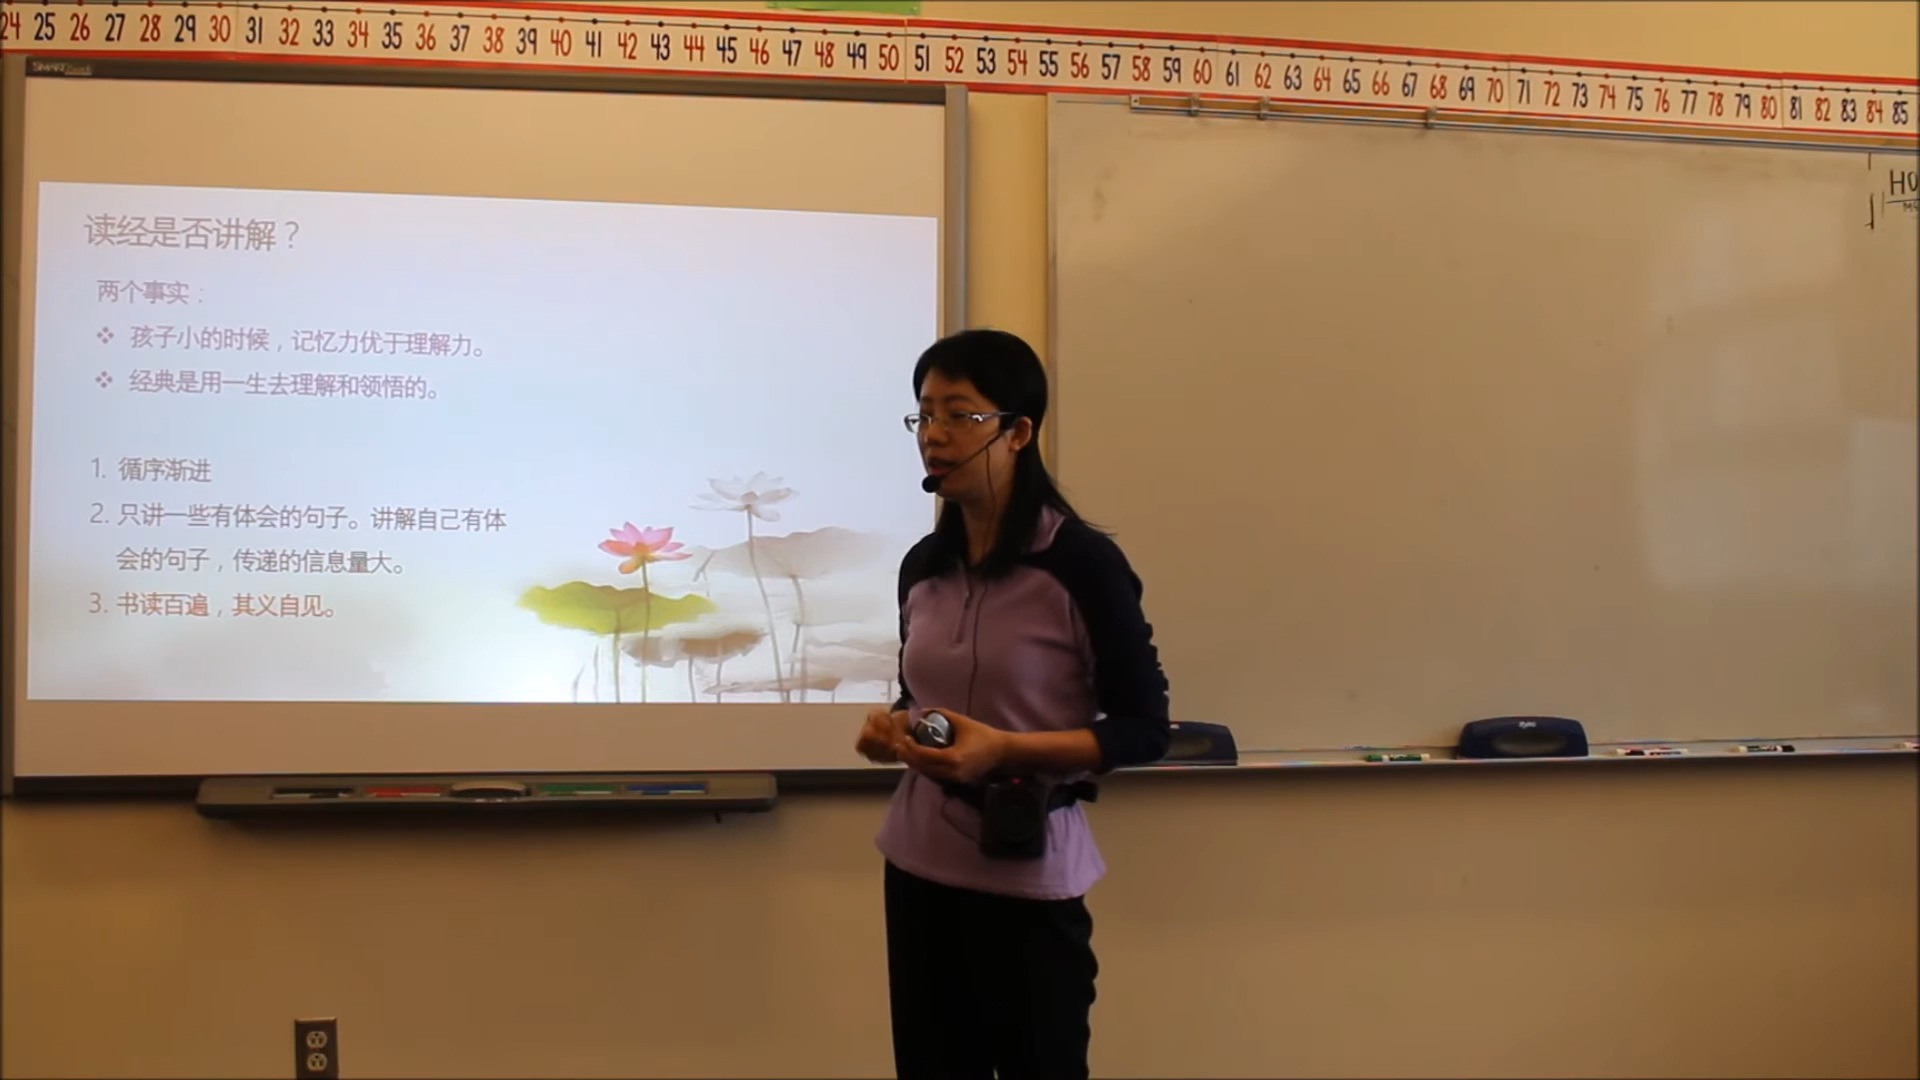 24 25 26 27 28 29 30 31 32 33 34 35 36 37 38 39 40 41 42 43 44 45 46 47 48 49 50 51 52 53 54 55 56 57 58 59 60 61 62 63 64 65 66 67 68 69 70 71 72 73 74 75 76 77 78 79 80 81 82 83 84 85
读经是否讲解？
两个事实：
❖ 孩子小的时候，记忆力优于理解力。
❖ 经典是用一生去理解和领悟的。
1. 循序渐进
2. 只讲一些有体会的句子。讲解自己有体
会的句子，传递的信息量大。
3. 书读百遍，其义自见。
HO